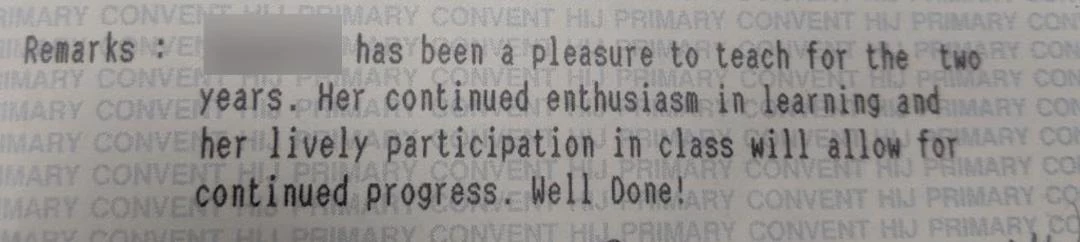 Remarks : has been a pleasure to teach for the two
years. Her continued enthusiasm in learning and
her lively participation in class will allow for
continued progress. Well Done!